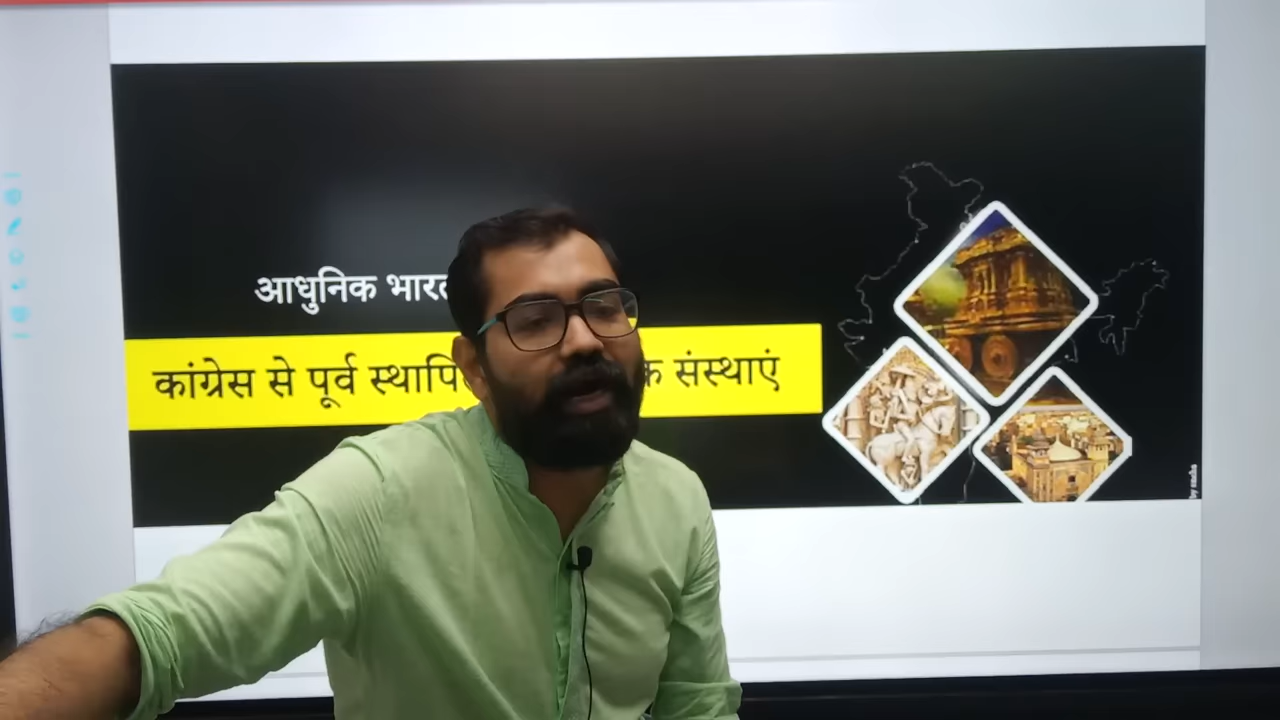 आधुनिक भारत
कांग्रेस से पूर्व स्थापि क संस्थाएं